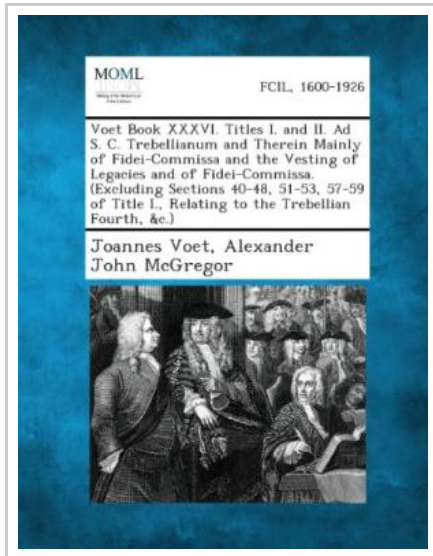 MOML
FCIL, 1600-1926
Voet Book XXXVI. Titles I. and II. Ad
S. C. Trebellianum and Therein Mainly
of Fidei-Commissa and the Vesting of
Legacies and of Fidei-Commissa.
(Excluding Sections 40-48, 51-53, 57-59
of Title I., Relating to the Trebellian
Fourth, &c.)
Joannes Voet, Alexander
John McGregor